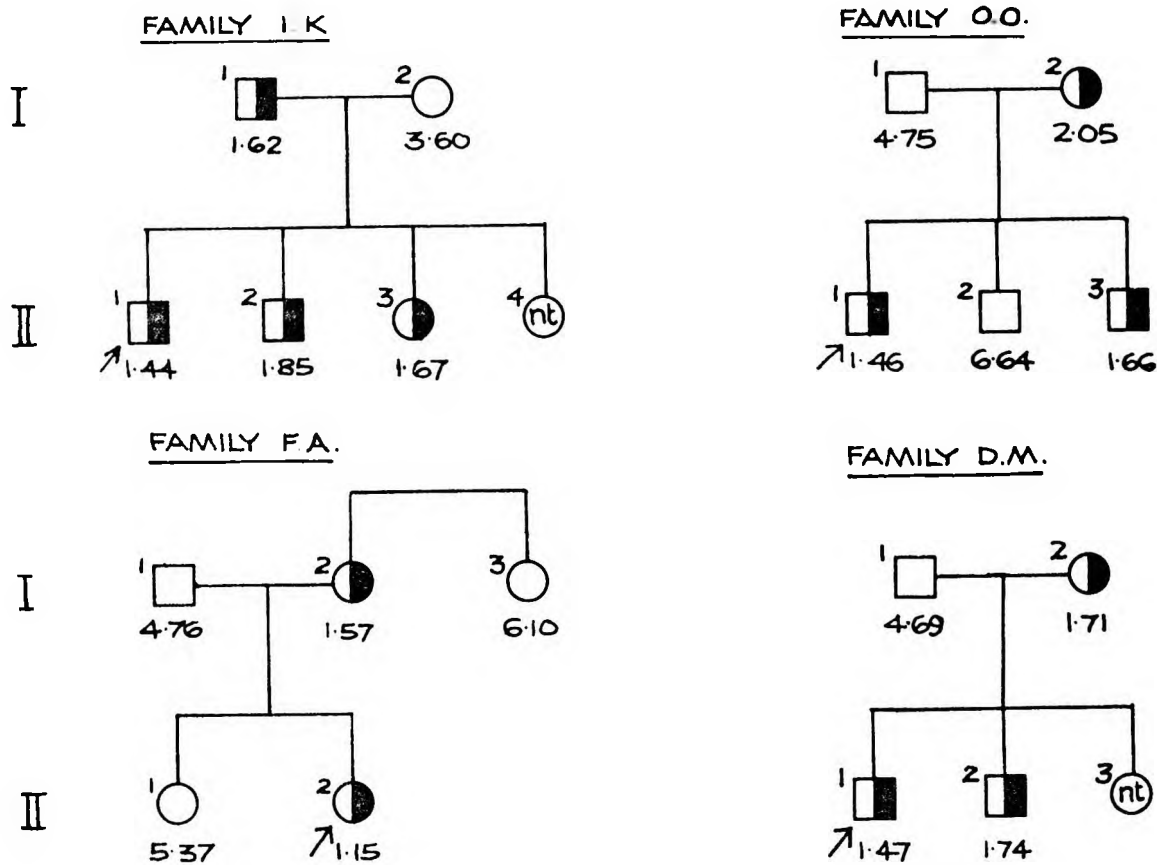 FAMILY I.K
FAMILY O.O.
I
1 2
1·62 3·60
1 2
4·75 2·05
II
1 2 3 4 nt
1·44 1·85 1·67
1 2 3
1·46 6·64 1·66
FAMILY F.A.
FAMILY D.M.
I
1 2 3
4·76 1·57 6·10
1 2
4·69 1·71
II
1 2
5·37 1·15
1 2 3 nt
1·47 1·74